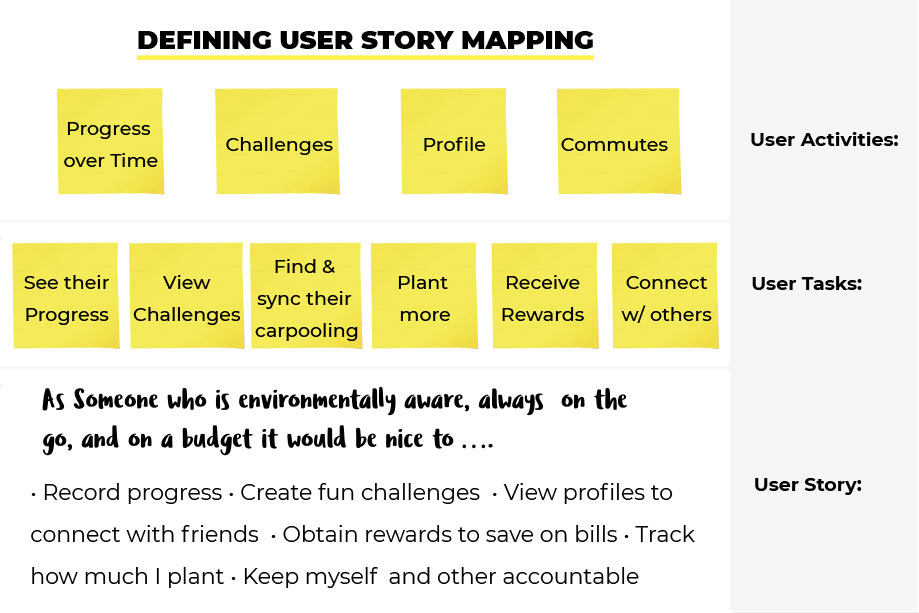 DEFINING USER STORY MAPPING
Progress
over Time
Challenges
Profile
Commutes
User Activities:
See their
Progress
View
Challenges
Find &
sync their
carpooling
Plant
more
Receive
Rewards
Connect
w/ others
User Tasks:
As Someone who is environmentally aware, always on the
go, and on a budget it would be nice to ....
• Record progress • Create fun challenges • View profiles to
connect with friends • Obtain rewards to save on bills • Track
how much I plant • Keep myself and other accountable
User Story: